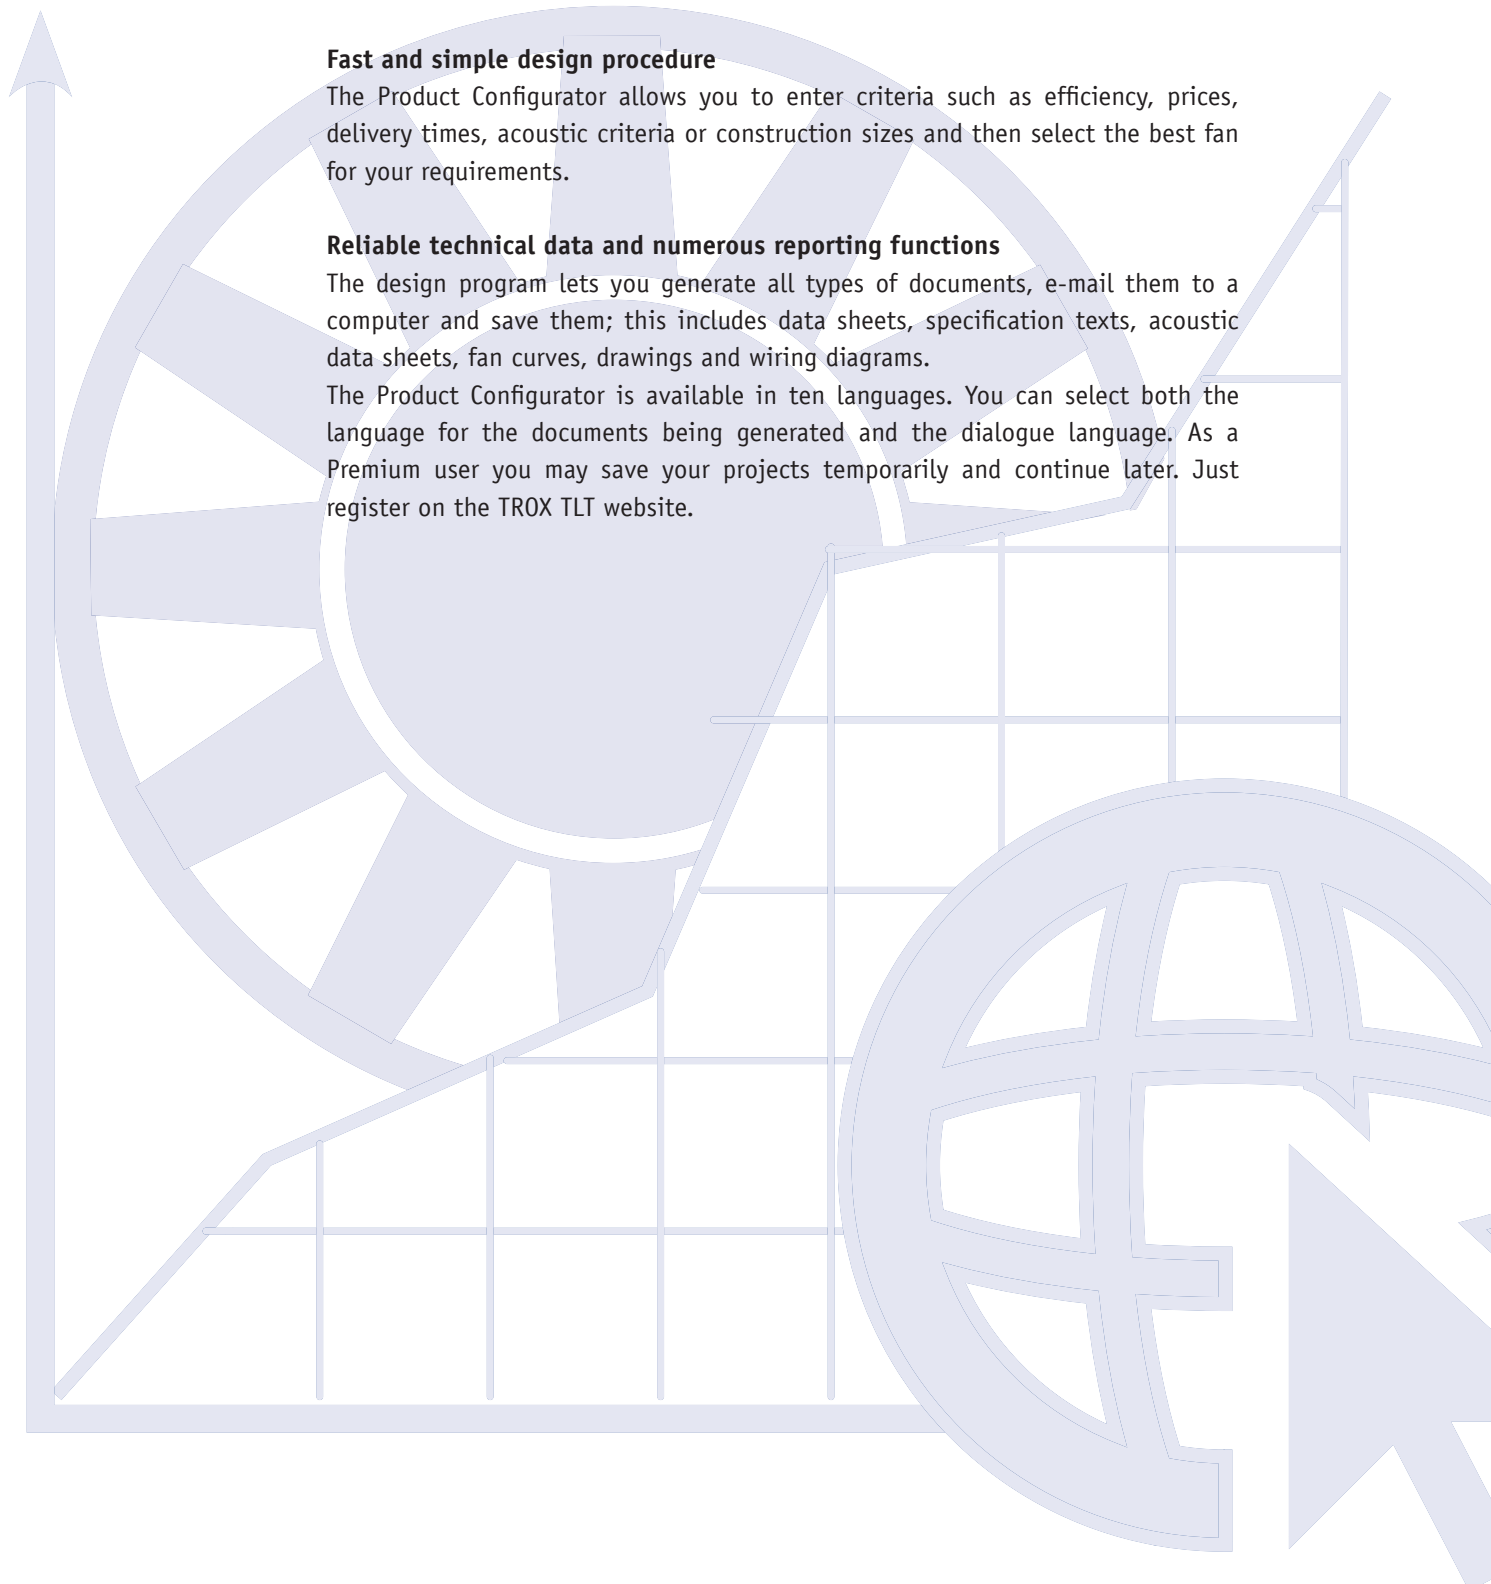 Fast and simple design procedure
The Product Configurator allows you to enter criteria such as efficiency, prices,
delivery times, acoustic criteria or construction sizes and then select the best fan
for your requirements.
Reliable technical data and numerous reporting functions
The design program lets you generate all types of documents, e-mail them to a
computer and save them; this includes data sheets, specification texts, acoustic
data sheets, fan curves, drawings and wiring diagrams.
The Product Configurator is available in ten languages. You can select both the
language for the documents being generated and the dialogue language. As a
Premium user you may save your projects temporarily and continue later. Just
register on the TROX TLT website.